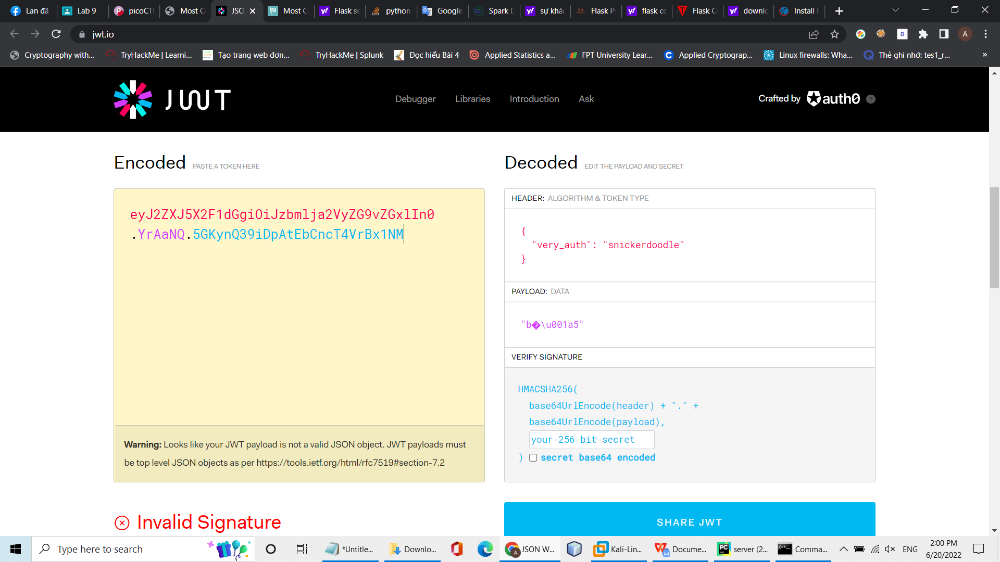 Lan đã
Lab 9
picoCT
Most C
JSO
Most C
Flask se
python
Google
Spark D
sự khác
Flask Py
flask co
Flask C
downlo
Install F
jwt.io
A
Cryptography with...
TryHackMe | Learni...
Tạo trang web đơn...
TryHackMe | Splunk
Đọc hiểu Bài 4
Applied Statistics a...
FPT University Lear...
Applied Cryptograp...
Linux firewalls: Wha...
Thẻ ghi nhớ: tes1_r...
»
JWT
Debugger
Libraries
Introduction
Ask
Crafted by auth0 ?
Encoded PASTE A TOKEN HERE
eyJ2ZXJ5X2F1dGgiOiJzbmlja2VyZG9vZGxlIn0
.YrAaNQ.5GKynQ39iDpAtEbCncT4VrBx1NM
Warning: Looks like your JWT payload is not a valid JSON object. JWT payloads must
be top level JSON objects as per https://tools.ietf.org/html/rfc7519#section-7.2
Invalid Signature
Decoded EDIT THE PAYLOAD AND SECRET
HEADER: ALGORITHM & TOKEN TYPE
{
"very_auth": "snickerdoodle"
}
PAYLOAD: DATA
"b�\u001a5"
VERIFY SIGNATURE
HMACSHA256(
base64UrlEncode(header) + "." +
base64UrlEncode(payload),
your-256-bit-secret
) secret base64 encoded
SHARE JWT
Type here to search
*Untitle...
Downlo...
JSON W...
Kali-Lin...
Docume...
server (2...
Comma...
ENG
2:00 PM
6/20/2022